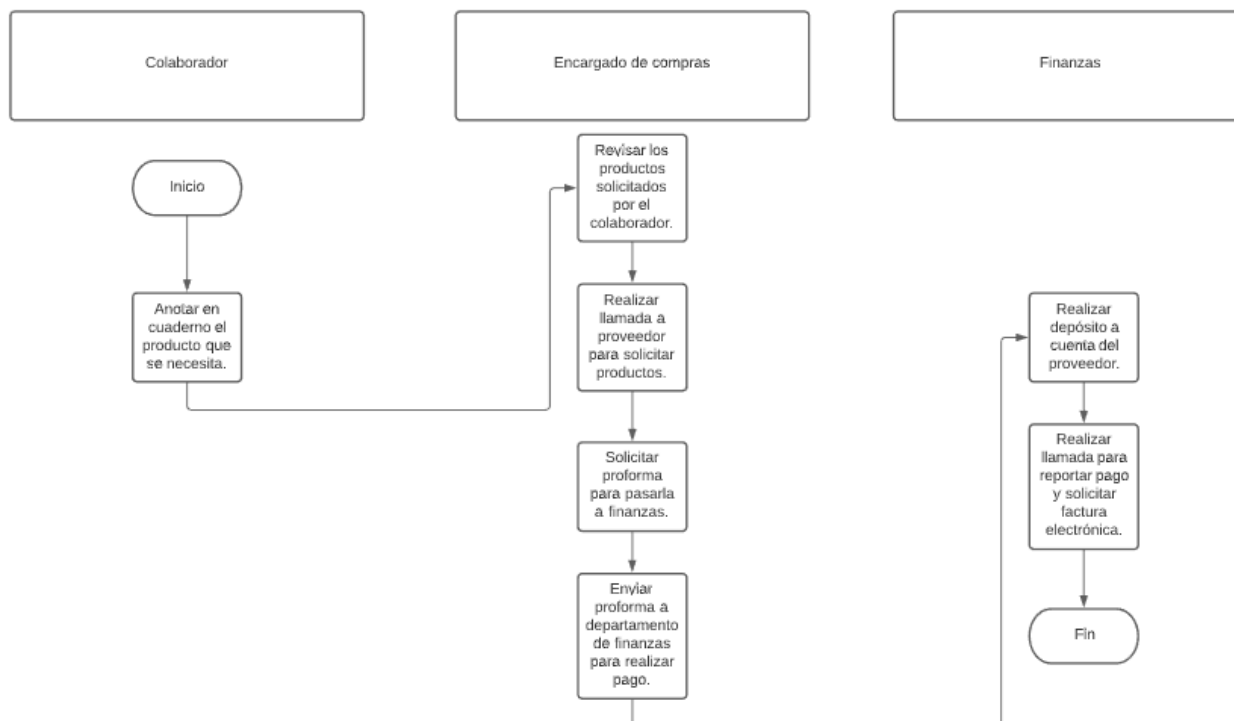 Colaborador
Encargado de compras
Finanzas
Inicio
Anotar en
cuaderno el
producto que
se necesita.
Revisar los
productos
solicitados
por el
colaborador.
Realizar
llamada a
proveedor
para solicitar
productos.
Solicitar
proforma
para pasarla
a finanzas.
Enviar
proforma a
departamento
de finanzas
para realizar
pago.
Realizar
depósito a
cuenta del
proveedor.
Realizar
llamada para
reportar pago
y solicitar
factura
electrónica.
Fin